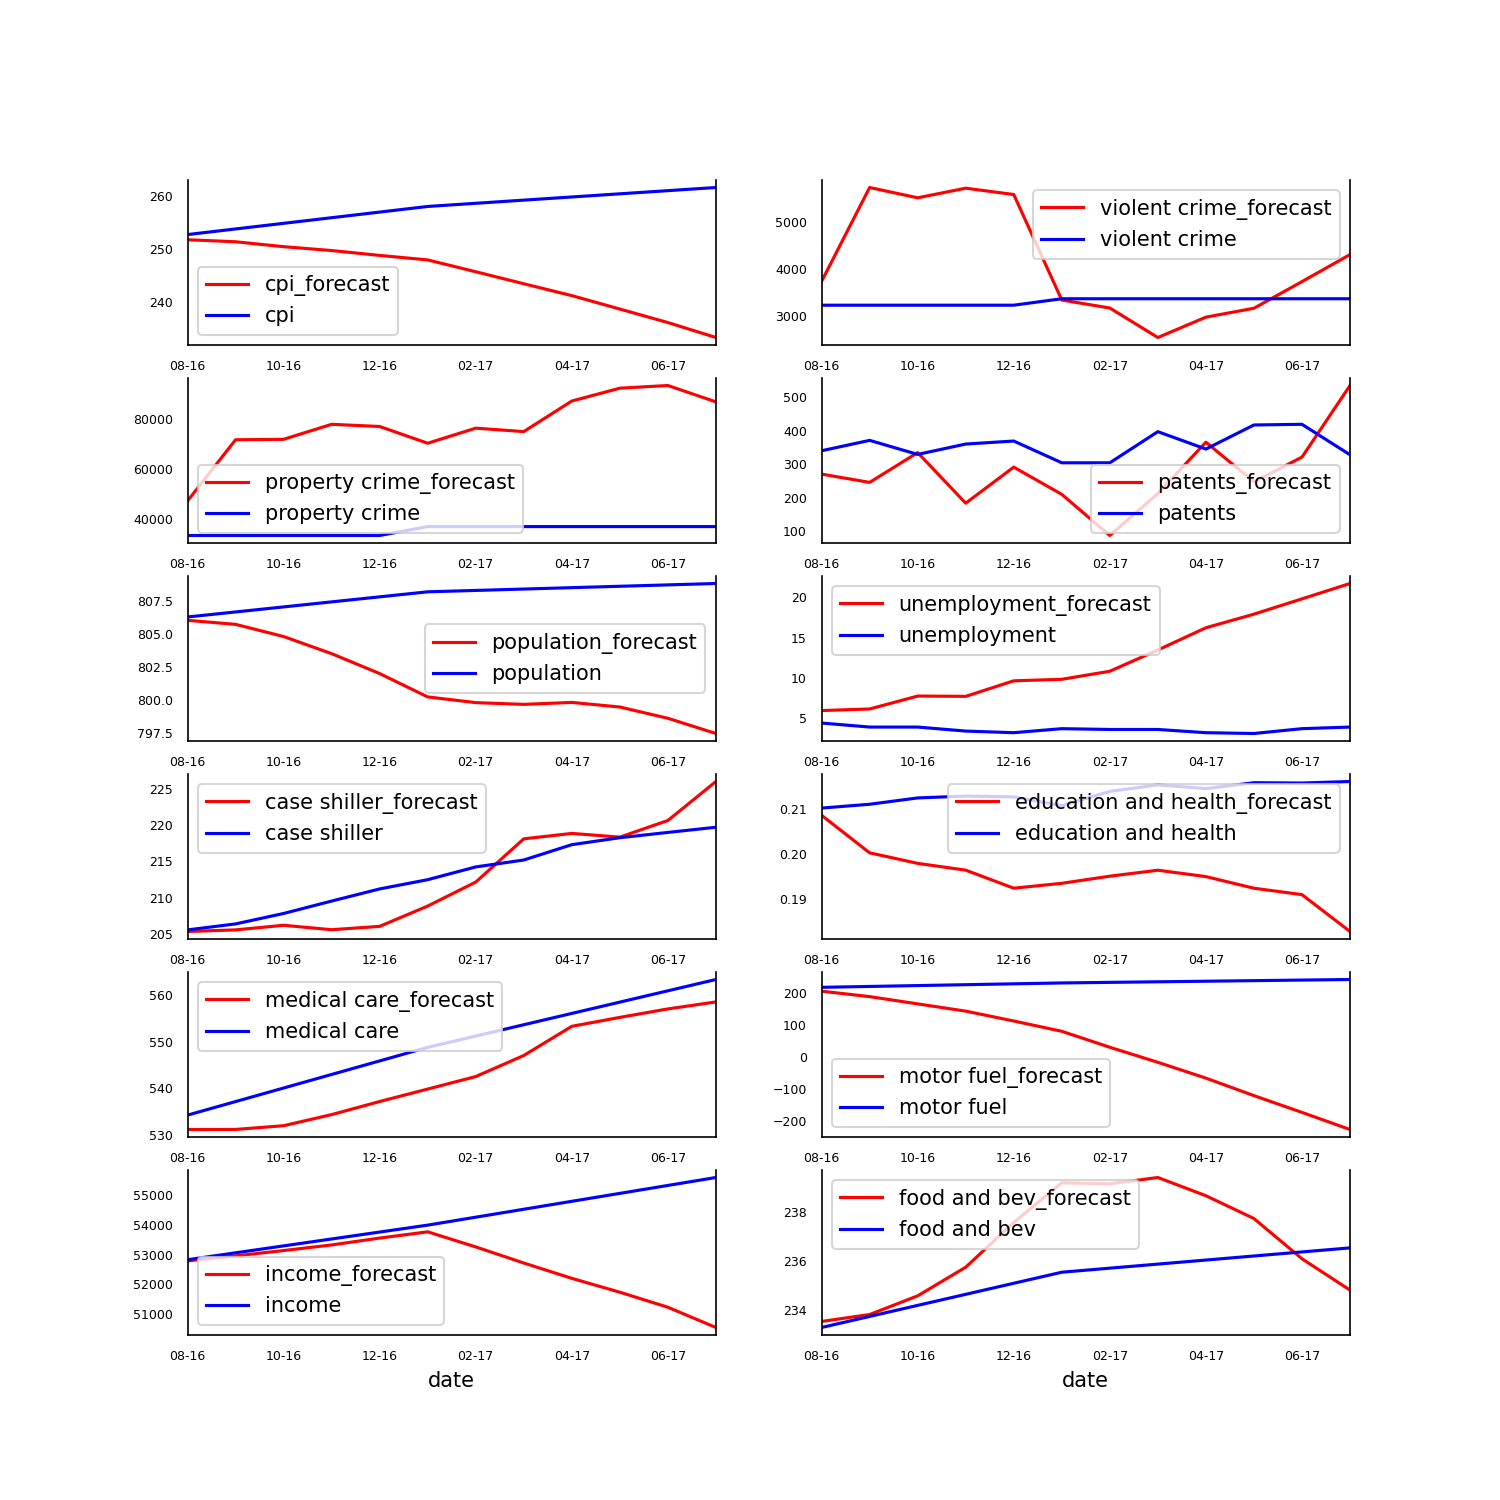 260
250
240
cpi_forecast
cpi
08-16 10-16 12-16 02-17 04-17 06-17
5000
4000
3000
violent crime_forecast
violent crime
08-16 10-16 12-16 02-17 04-17 06-17
80000
60000
40000
property crime_forecast
property crime
08-16 10-16 12-16 02-17 04-17 06-17
500
400
300
200
100
patents_forecast
patents
08-16 10-16 12-16 02-17 04-17 06-17
807.5
805.0
802.5
800.0
797.5
population_forecast
population
08-16 10-16 12-16 02-17 04-17 06-17
20
15
10
5
unemployment_forecast
unemployment
08-16 10-16 12-16 02-17 04-17 06-17
225
220
215
210
205
case shiller_forecast
case shiller
08-16 10-16 12-16 02-17 04-17 06-17
0.21
0.20
0.19
education and health_forecast
education and health
08-16 10-16 12-16 02-17 04-17 06-17
560
550
540
530
medical care_forecast
medical care
08-16 10-16 12-16 02-17 04-17 06-17
200
100
0
−100
−200
motor fuel_forecast
motor fuel
08-16 10-16 12-16 02-17 04-17 06-17
55000
54000
53000
52000
51000
income_forecast
income
08-16 10-16 12-16 02-17 04-17 06-17
date
238
236
234
food and bev_forecast
food and bev
08-16 10-16 12-16 02-17 04-17 06-17
date